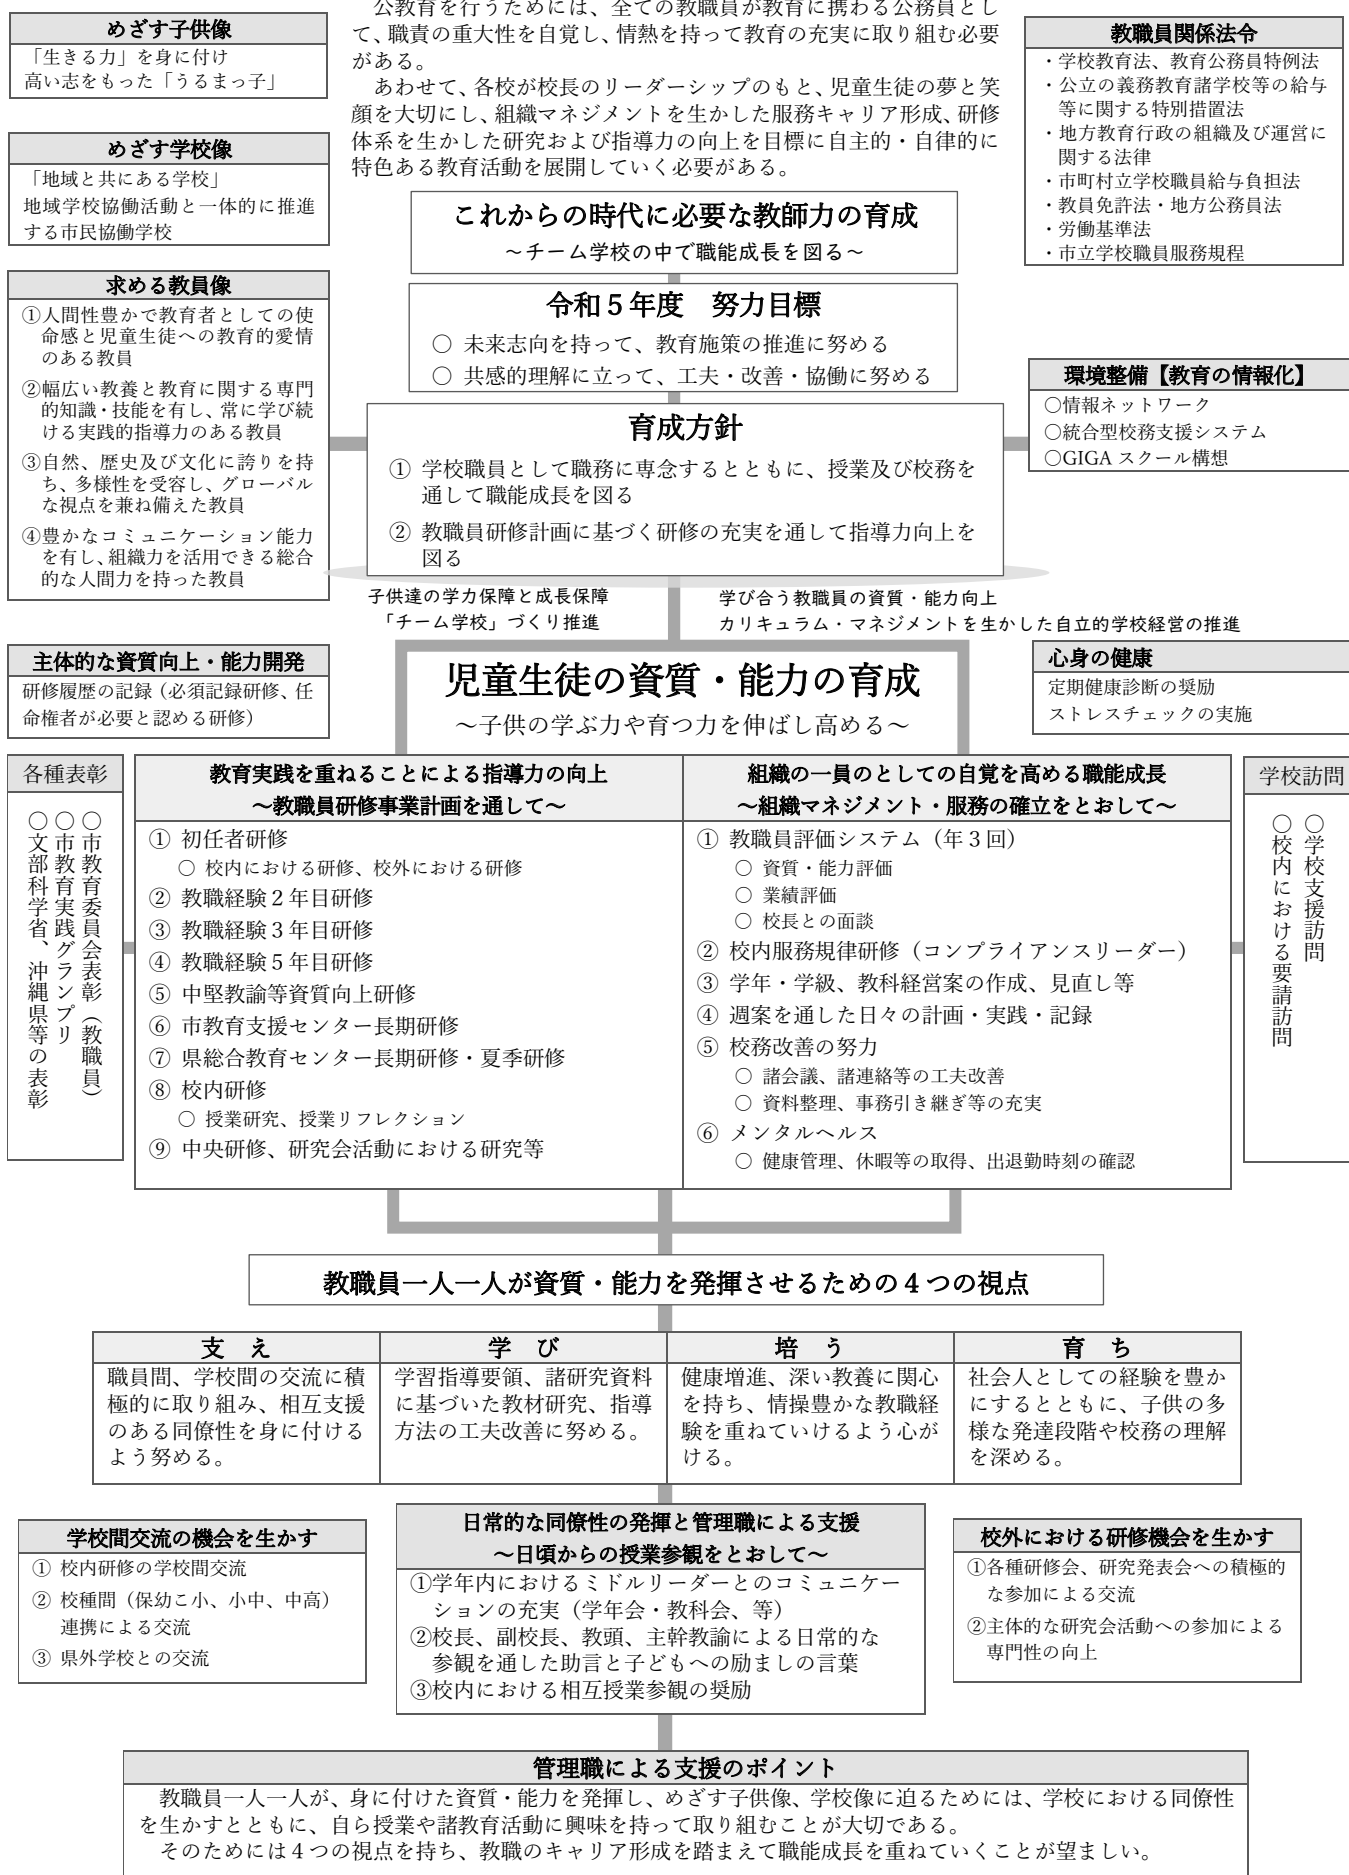 公教育を行うためには、全ての教職員が教育に携わる公務員とし
て、職責の重大性を自覚し、情熱を持って教育の充実に取り組む必要
がある。
あわせて、各校が校長のリーダーシップのもと、児童生徒の夢と笑
顔を大切にし、組織マネジメントを生かした服務キャリア形成、研修
体系を生かした研究および指導力の向上を目標に自主的・自律的に
特色ある教育活動を展開していく必要がある。
めざす子供像
「生きる力」を身に付け
高い志をもった「うるまっ子」
めざす学校像
「地域と共にある学校」
地域学校協働活動と一体的に推進
する市民協働学校
求める教員像
①人間性豊かで教育者としての使
命感と児童生徒への教育的愛情
のある教員
②幅広い教養と教育に関する専門
的知識・技能を有し、常に学び続
ける実践的指導力のある教員
③自然、歴史及び文化に誇りを持
ち、多様性を受容し、グローバル
な視点を兼ね備えた教員
④豊かなコミュニケーション能力
を有し、組織力を活用できる総合
的な人間力を持った教員
教職員関係法令
・学校教育法、教育公務員特例法
・公立の義務教育諸学校等の給与
等に関する特別措置法
・地方教育行政の組織及び運営に
関する法律
・市町村立学校職員給与負担法
・教員免許法・地方公務員法
・労働基準法
・市立学校職員服務規程
これからの時代に必要な教師力の育成
～チーム学校の中で職能成長を図る～
令和５年度　努力目標
○ 未来志向を持って、教育施策の推進に努める
○ 共感的理解に立って、工夫・改善・協働に努める
環境整備【教育の情報化】
○情報ネットワーク
○統合型校務支援システム
○GIGA スクール構想
育成方針
① 学校職員として職務に専念するとともに、授業及び校務を
通して職能成長を図る
② 教職員研修計画に基づく研修の充実を通して指導力向上を
図る
子供達の学力保障と成長保障
「チーム学校」づくり推進
学び合う教職員の資質・能力向上
カリキュラム・マネジメントを生かした自立的学校経営の推進
主体的な資質向上・能力開発
研修履歴の記録（必須記録研修、任
命権者が必要と認める研修）
児童生徒の資質・能力の育成
～子供の学ぶ力や育つ力を伸ばし高める～
心身の健康
定期健康診断の奨励
ストレスチェックの実施
各種表彰
○市教育委員会表彰（教職員）
○市教育実践グランプリ
○文部科学省、沖縄県等の表彰
教育実践を重ねることによる指導力の向上
～教職員研修事業計画を通して～
① 初任者研修
○ 校内における研修、校外における研修
② 教職経験２年目研修
③ 教職経験３年目研修
④ 教職経験５年目研修
⑤ 中堅教諭等資質向上研修
⑥ 市教育支援センター長期研修
⑦ 県総合教育センター長期研修・夏季研修
⑧ 校内研修
○ 授業研究、授業リフレクション
⑨ 中央研修、研究会活動における研究等
組織の一員のとしての自覚を高める職能成長
～組織マネジメント・服務の確立をとおして～
① 教職員評価システム（年３回）
○ 資質・能力評価
○ 業績評価
○ 校長との面談
② 校内服務規律研修（コンプライアンスリーダー）
③ 学年・学級、教科経営案の作成、見直し等
④ 週案を通した日々の計画・実践・記録
⑤ 校務改善の努力
○ 諸会議、諸連絡等の工夫改善
○ 資料整理、事務引き継ぎ等の充実
⑥ メンタルヘルス
○ 健康管理、休暇等の取得、出退勤時刻の確認
学校訪問
○学校支援訪問
○校内における要請訪問
教職員一人一人が資質・能力を発揮させるための４つの視点
支　え
職員間、学校間の交流に積
極的に取り組み、相互支援
のある同僚性を身に付ける
よう努める。
学　び
学習指導要領、諸研究資料
に基づいた教材研究、指導
方法の工夫改善に努める。
培　う
健康増進、深い教養に関心
を持ち、情操豊かな教職経
験を重ねていけるよう心が
ける。
育　ち
社会人としての経験を豊か
にするとともに、子供の多
様な発達段階や校務の理解
を深める。
学校間交流の機会を生かす
① 校内研修の学校間交流
② 校種間（保幼こ小、小中、中高）
連携による交流
③ 県外学校との交流
日常的な同僚性の発揮と管理職による支援
～日頃からの授業参観をとおして～
①学年内におけるミドルリーダーとのコミュニケー
ションの充実（学年会・教科会、等）
②校長、副校長、教頭、主幹教諭による日常的な
参観を通した助言と子どもへの励ましの言葉
③校内における相互授業参観の奨励
校外における研修機会を生かす
①各種研修会、研究発表会への積極的
な参加による交流
②主体的な研究会活動への参加による
専門性の向上
管理職による支援のポイント
教職員一人一人が、身に付けた資質・能力を発揮し、めざす子供像、学校像に迫るためには、学校における同僚性
を生かすとともに、自ら授業や諸教育活動に興味を持って取り組むことが大切である。
そのためには４つの視点を持ち、教職のキャリア形成を踏まえて職能成長を重ねていくことが望ましい。